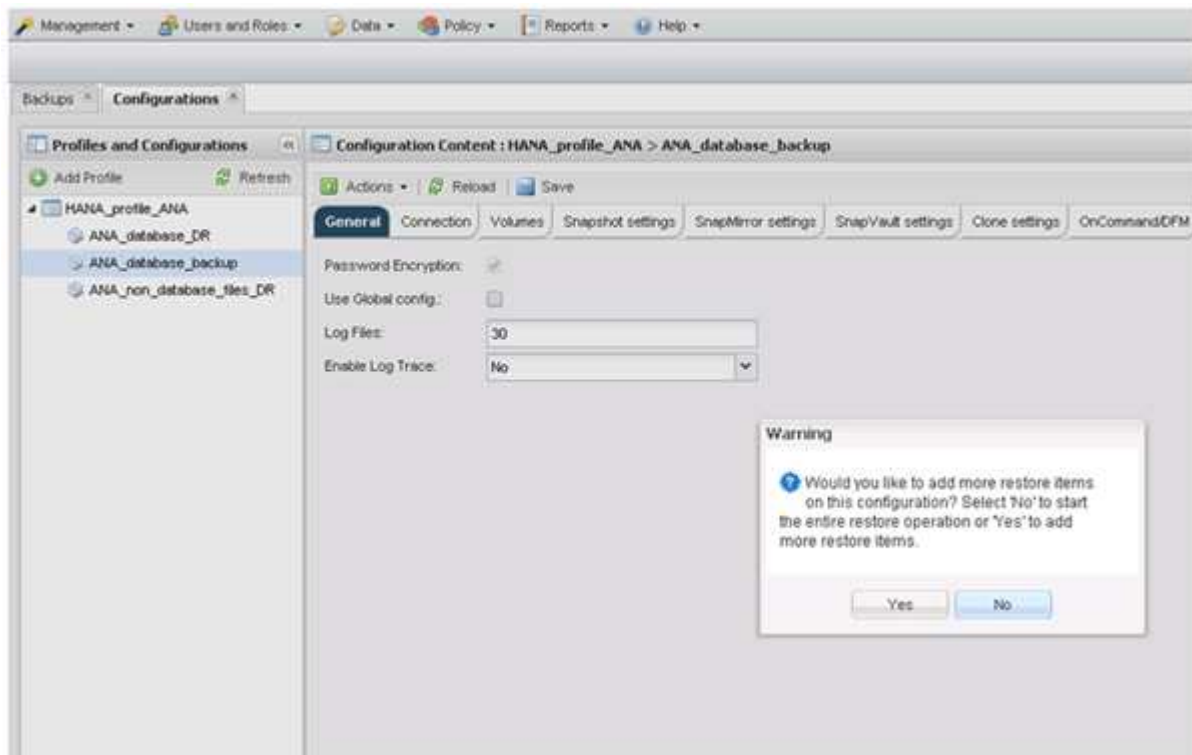 Management Users and Roles Data Policy Reports Help
Backups Configurations
Profiles and Configurations
Add Profile Refresh
HANA_profile_ANA
ANA_database_DR
ANA_database_backup
ANA_non_database_files_DR
Configuration Content : HANA_profile_ANA > ANA_database_backup
Actions Reload Save
General Connection Volumes Snapshot settings SnapMirror settings SnapVault settings Clone settings OnCommand/DFM
Password Encryption:
Use Global config.:
Log Files: 30
Enable Log Trace: No
Warning
Would you like to add more restore items
on this configuration? Select 'No' to start
the entire restore operation or 'Yes' to add
more restore items.
Yes No